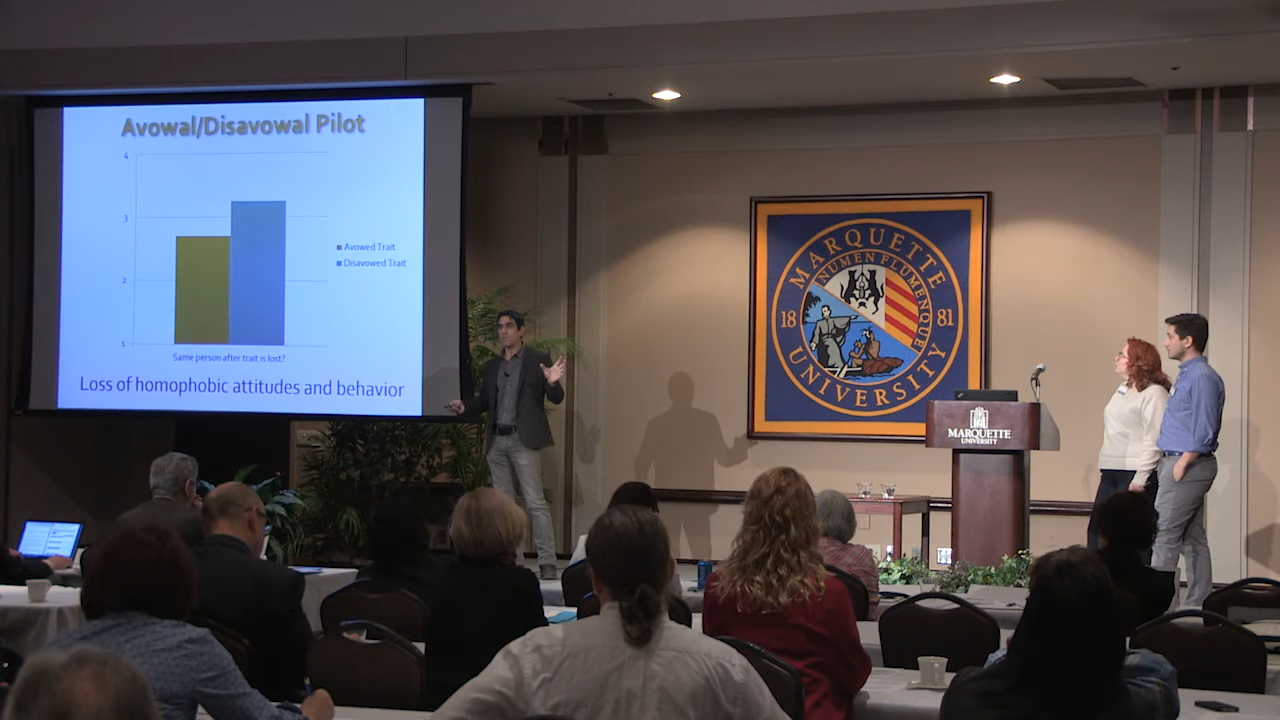 Avowal/Disavowal Pilot
4
3
2
1
Avowed Trait
Disavowed Trait
Same person after trait is lost?
Loss of homophobic attitudes and behavior
MARQUETTE
NUMEN FLUMENQUE
18 81
UNIVERSITY
MARQUETTE
UNIVERSITY